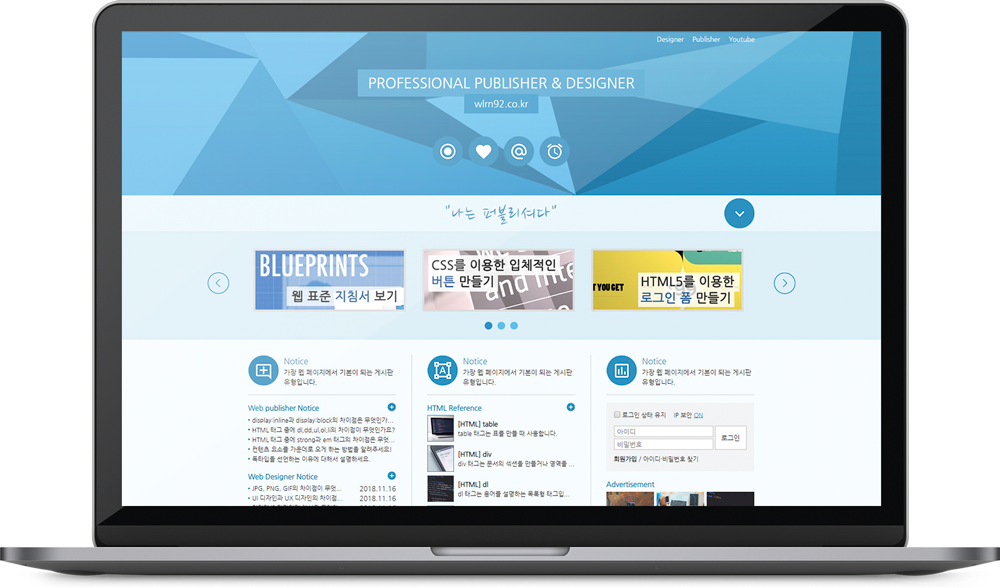 Designer Publisher Youtube
PROFESSIONAL PUBLISHER & DESIGNER
wlrn92.co.kr
@
"나는 퍼블리셔다"
BLUEPRINTS
웹 표준 지침서 보기
and inte
CSS를 이용한 입체적인
버튼 만들기
T YOU GET
HTML5를 이용한
로그인 폼 만들기
Notice
가장 웹 페이지에서 기본이 되는 게시판
유형입니다.
Web publisher Notice
• display:inline과 display:block의 차이점은 무엇인가...
• HTML 태그 중에 dl,dd,ul,ol,li의 차이점이 무엇인가요?
• HTML 태그 중에 strong과 em 태그의 차이점은 무엇...
• 컨텐츠 요소를 가운데로 오게 하는 방법을 알려주세요!
• 독타입을 선언하는 이유에 대해서 설명하세요.
Web Designer Notice
• JPG, PNG, GIF의 차이점이 무엇... 2018.11.16
• UI 디자인과 UX 디자인의 차이점... 2018.11.16
Notice
가장 웹 페이지에서 기본이 되는 게시판
유형입니다.
HTML Reference
[HTML] table
table 태그는 표를 만들 때 사용합니다.
[HTML] div
div 태그는 문서의 섹션을 만들거나 영역을 ...
[HTML] dl
dl 태그는 용어를 설명하는 목록형 태그입...
Notice
가장 웹 페이지에서 기본이 되는 게시판
유형입니다.
로그인 상태 유지 IP 보안 ON
아이디
비밀번호
로그인
회원가입 / 아이디·비밀번호 찾기
Advertisement